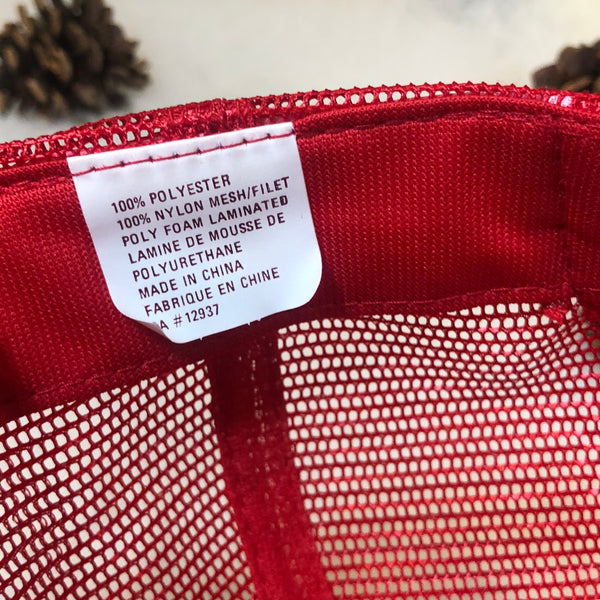 100% POLYESTER
100% NYLON MESH/FILET
POLY FOAM LAMINATED
LAMINE DE MOUSSE DE
POLYURETHANE
MADE IN CHINA
FABRIQUE EN CHINE
A #12937